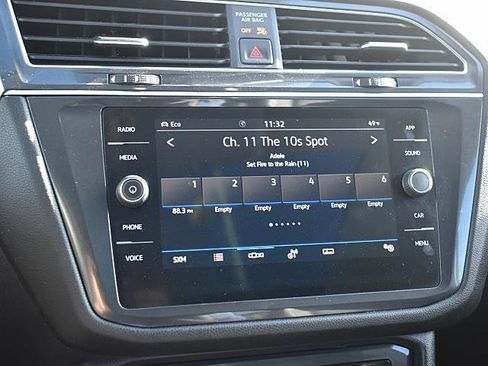 PASSENGER
AIR BAG
OFF
RADIO
MEDIA
PHONE
VOICE
Eco
11:32
49°F
< Ch. 11 The 10s Spot >
Adele
Set Fire to the Rain (11)
1 2 3 4 5 6
88.3 FM Empty Empty Empty Empty Empty
SXM
APP
SOUND
CAR
MENU